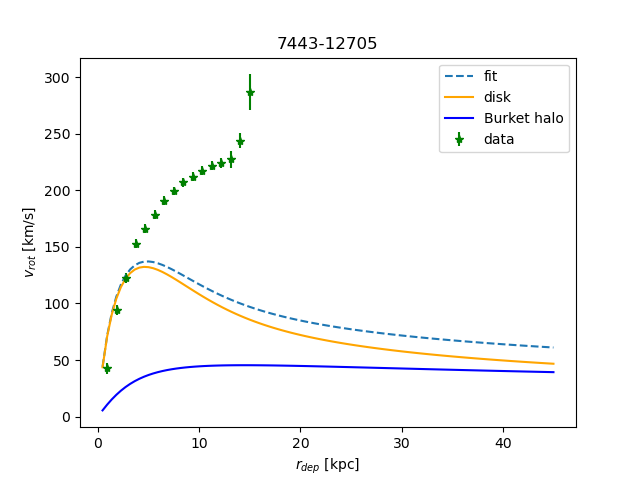 7443-12705
300
250
200
150
100
50
0
v_rot [km/s]
fit
disk
Burket halo
data
0 10 20 30 40
r_dep [kpc]